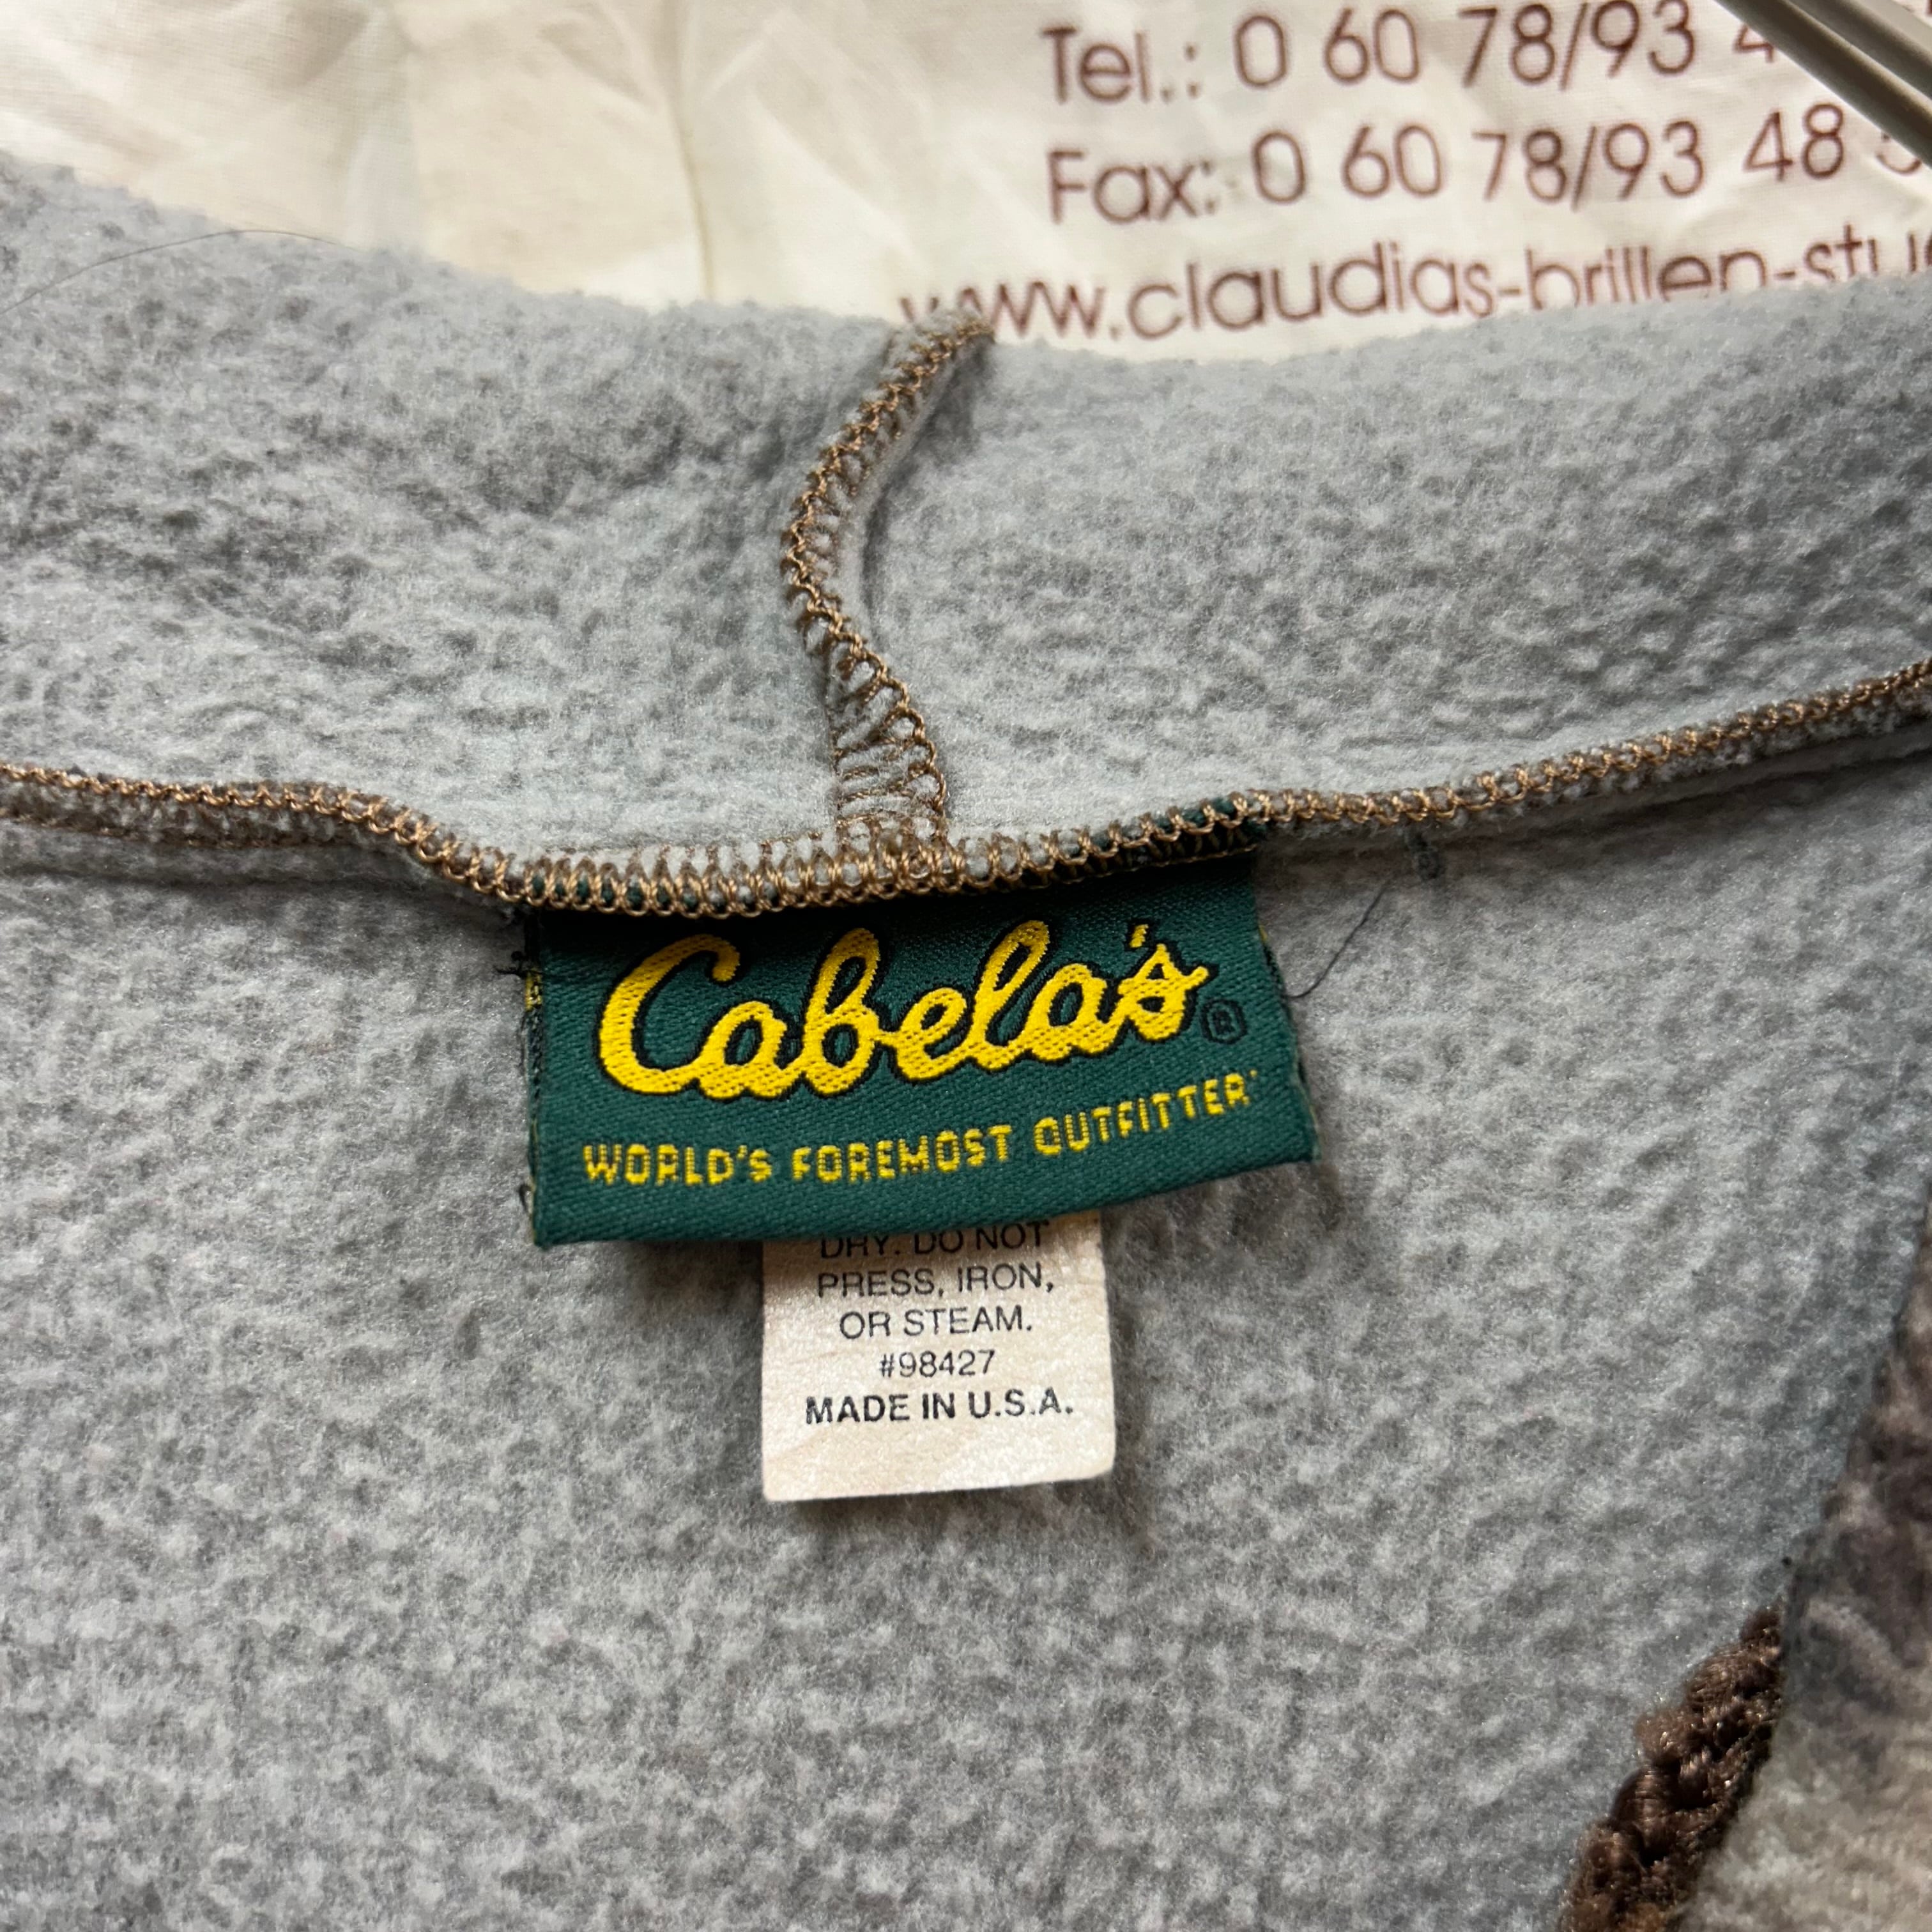 Tel.: 0 60 78/93 4
Fax: 0 60 78/93 48
www.claudias-brillen-stu
Cabela's®
WORLD'S FOREMOST OUTFITTER
DRY. DO NOT
PRESS, IRON,
OR STEAM.
#98427
MADE IN U.S.A.